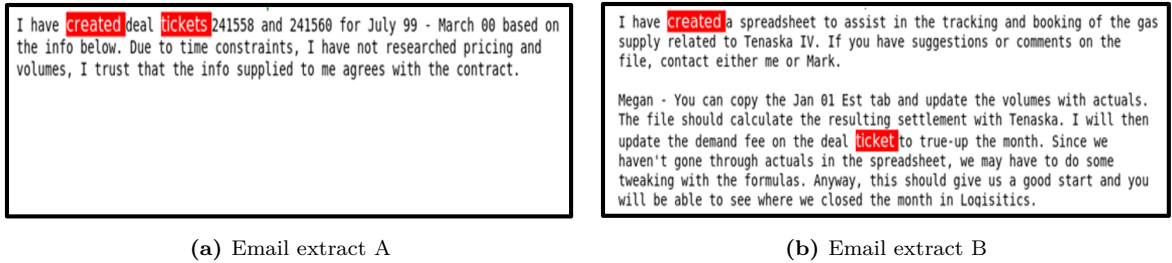 I have created deal tickets 241558 and 241560 for July 99 - March 00 based on
the info below. Due to time constraints, I have not researched pricing and
volumes, I trust that the info supplied to me agrees with the contract.
(a) Email extract A
I have created a spreadsheet to assist in the tracking and booking of the gas
supply related to Tenaska IV. If you have suggestions or comments on the
file, contact either me or Mark.
Megan - You can copy the Jan 01 Est tab and update the volumes with actuals.
The file should calculate the resulting settlement with Tenaska. I will then
update the demand fee on the deal ticket to true-up the month. Since we
haven't gone through actuals in the spreadsheet, we may have to do some
tweaking with the formulas. Anyway, this should give us a good start and you
will be able to see where we closed the month in Logisitics.
(b) Email extract B